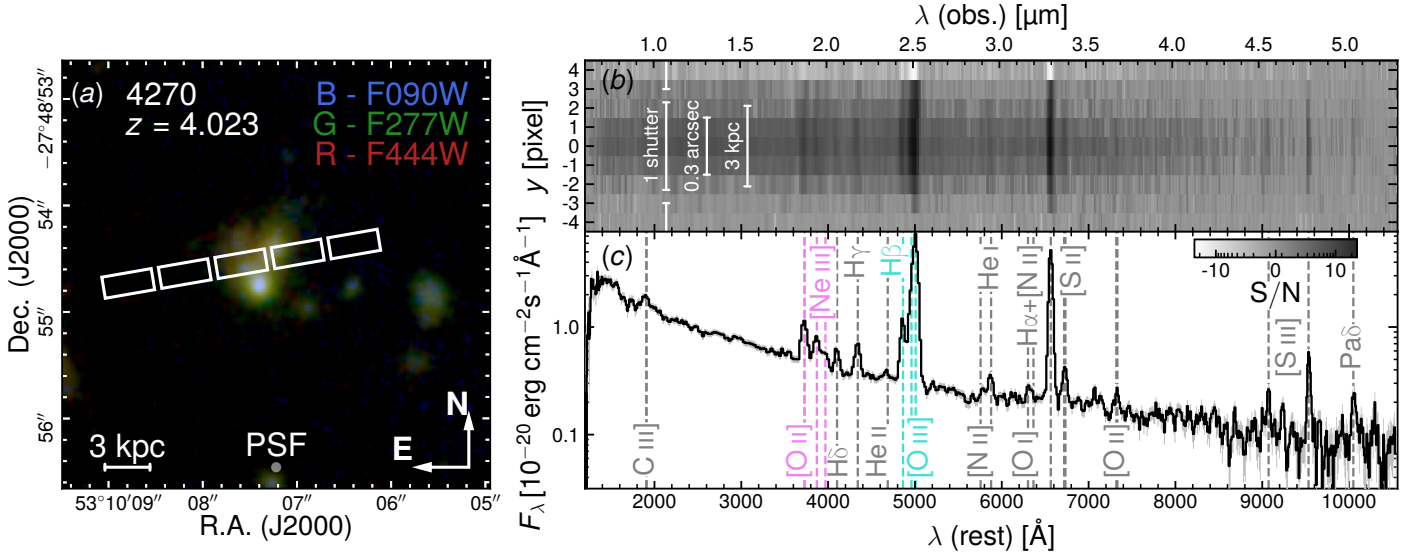 (a)
4270
z = 4.023
B - F090W
G - F277W
R - F444W
3 kpc
PSF
N
E
−27°48′53″
54″
55″
56″
Dec. (J2000)
53°10′09″
08″
07″
06″
05″
R.A. (J2000)
λ (obs.) [μm]
1.0
1.5
2.0
2.5
3.0
3.5
4.0
4.5
5.0
(b)
1 shutter
0.3 arcsec
3 kpc
4
3
2
1
0
-1
-2
-3
-4
y [pixel]
(c)
C III]
[O II]
[Ne III]
Hδ
Hγ
He II
Hβ
[O III]
[N II]
He I
[O I]
Hα+[N II]
[S II]
[O II]
[S III]
Paδ
-10
0
10
S/N
1.0
0.1
Fλ [10⁻²⁰ erg cm⁻²s⁻¹Å⁻¹]
2000
3000
4000
5000
6000
7000
8000
9000
10000
λ (rest) [Å]